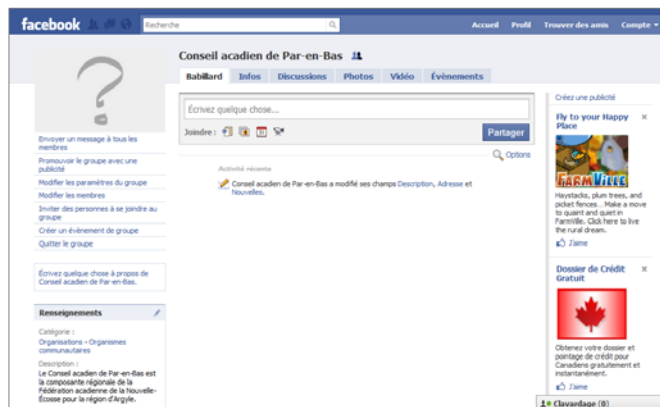 facebook
Recherche
Accueil Profil Trouver des amis Compte
Conseil acadien de Par-en-Bas
Babillard Infos Discussions Photos Vidéo Évènements
Écrivez quelque chose...
Joindre :
Partager
Options
Activité récente
Conseil acadien de Par-en-Bas a modifié ses champs Description, Adresse et
Nouvelles.
Envoyer un message à tous les
membres
Promouvoir le groupe avec une
publicité
Modifier les paramètres du groupe
Modifier les membres
Inviter des personnes à se joindre au
groupe
Créer un évènement de groupe
Quitter le groupe
Écrivez quelque chose à propos de
Conseil acadien de Par-en-Bas.
Renseignements
Catégorie :
Organisations - Organismes
communautaires
Description :
Le Conseil acadien de Par-en-Bas est
la composante régionale de la
Fédération acadienne de la Nouvelle-
Écosse pour la région d'Argyle.
Créez une publicité
Fly to your Happy
Place
FARMVILLE
Haystacks, plum trees, and
picket fences... Make a move
to quaint and quiet in
FarmVille. Click here to live
the rural dream.
J'aime
Dossier de Crédit
Gratuit
Obtenez votre dossier et
pointage de crédit pour
Canadiens gratuitement et
instantanément.
J'aime
Clavardage (0)